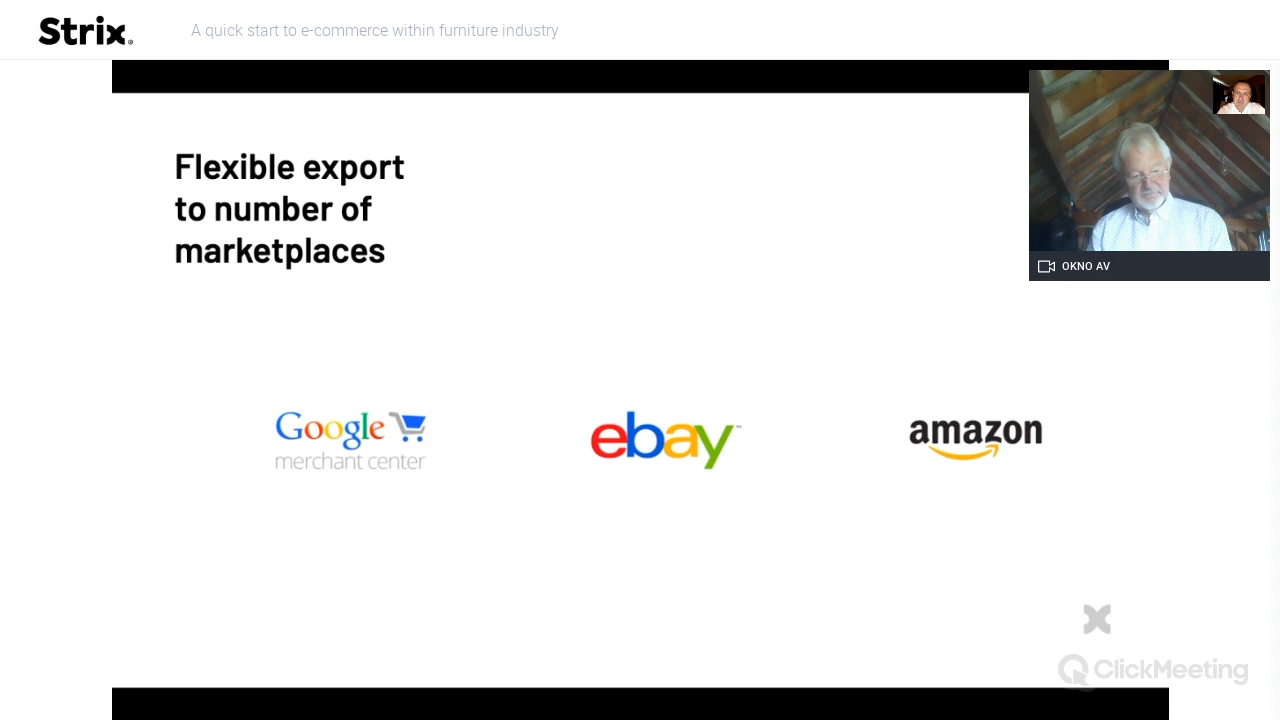 Strix®
A quick start to e-commerce within furniture industry
Flexible export
to number of
marketplaces
OKNO AV
Google
merchant center
ebay™
amazon
ClickMeeting